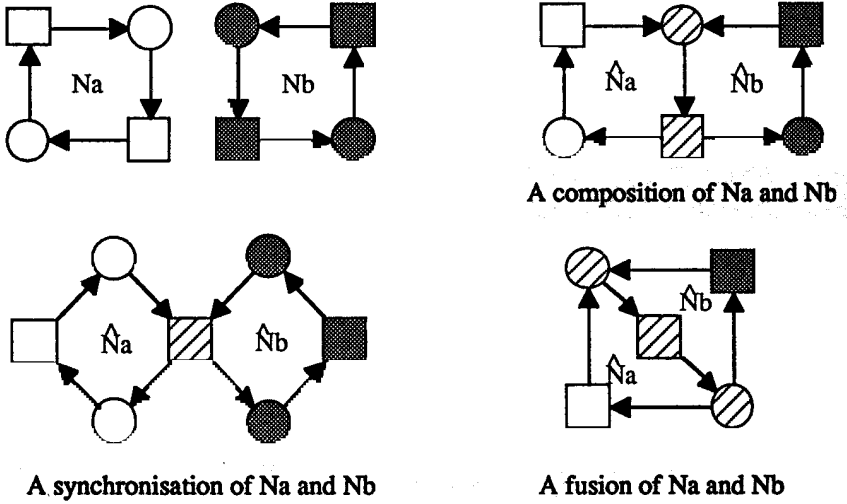 Na
Nb
N̂a
N̂b
A composition of Na and Nb
N̂a
N̂b
A synchronisation of Na and Nb
N̂b
N̂a
A fusion of Na and Nb